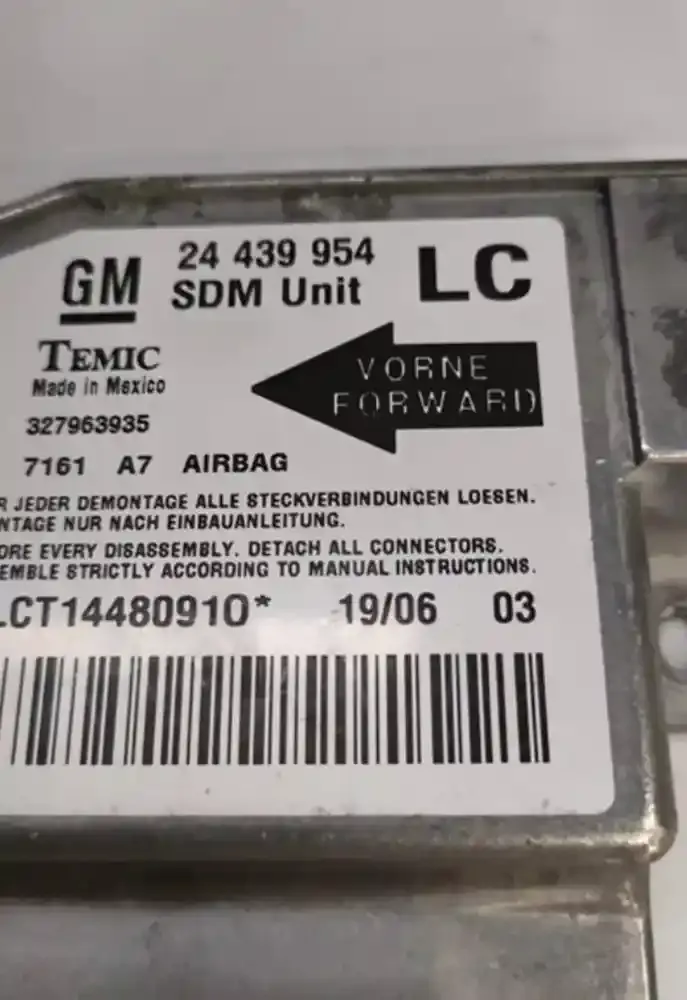 GM 24 439 954 LC
SDM Unit
TEMIC
Made in Mexico
VORNE
FORWARD
327963935
7161 A7 AIRBAG
R JEDER DEMONTAGE ALLE STECKVERBINDUNGEN LOESEN.
NTAGE NUR NACH EINBAUANLEITUNG.
ORE EVERY DISASSEMBLY. DETACH ALL CONNECTORS.
EMBLE STRICTLY ACCORDING TO MANUAL INSTRUCTIONS.
LCT14480910* 19/06 03